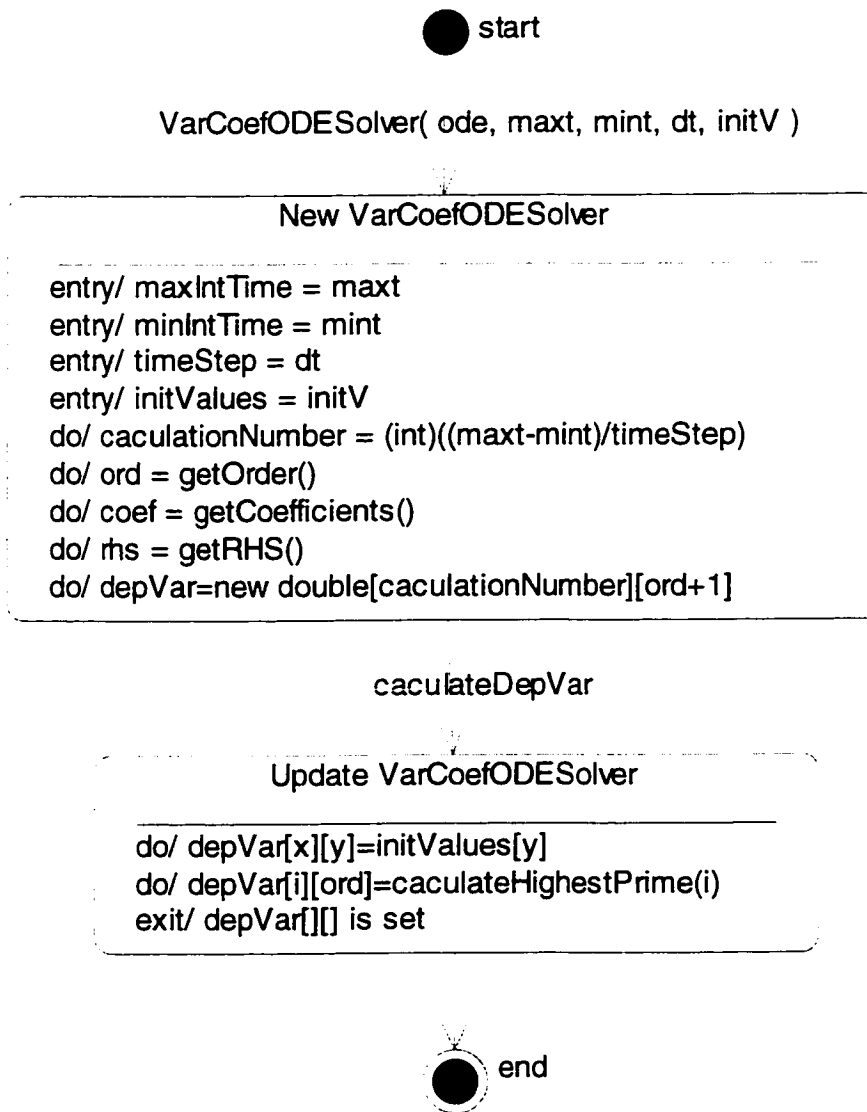 start
VarCoefODESolver( ode, maxt, mint, dt, initV )
New VarCoefODESolver
entry/ maxIntTime = maxt
entry/ minIntTime = mint
entry/ timeStep = dt
entry/ initValues = initV
do/ caculationNumber = (int)((maxt-mint)/timeStep)
do/ ord = getOrder()
do/ coef = getCoefficients()
do/ rhs = getRHS()
do/ depVar=new double[caculationNumber][ord+1]
caculateDepVar
Update VarCoefODESolver
do/ depVar[x][y]=initValues[y]
do/ depVar[i][ord]=caculateHighestPrime(i)
exit/ depVar[][] is set
end